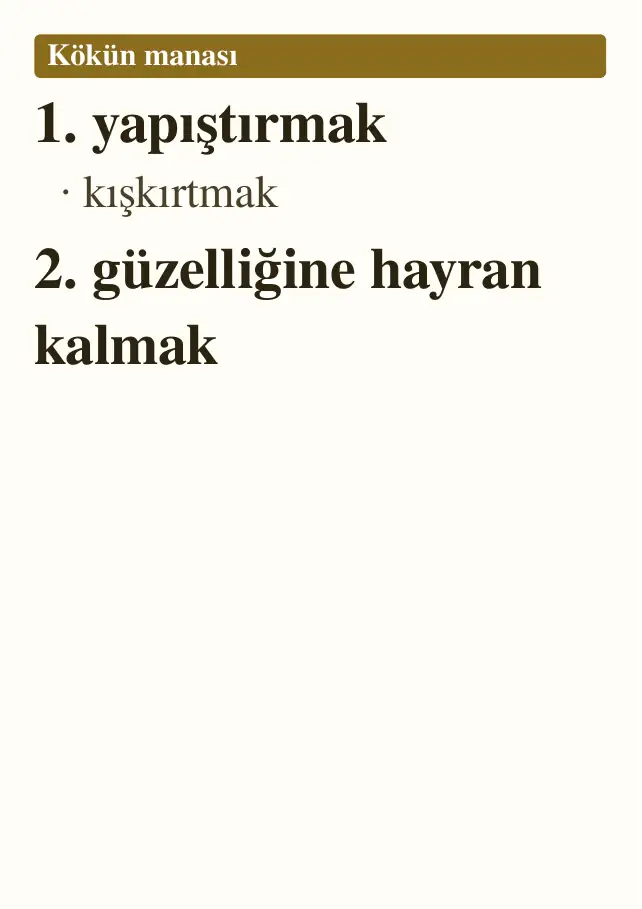 Kökün manası
1. yapıştırmak
· kışkırtmak
2. güzelliğine hayran
kalmak